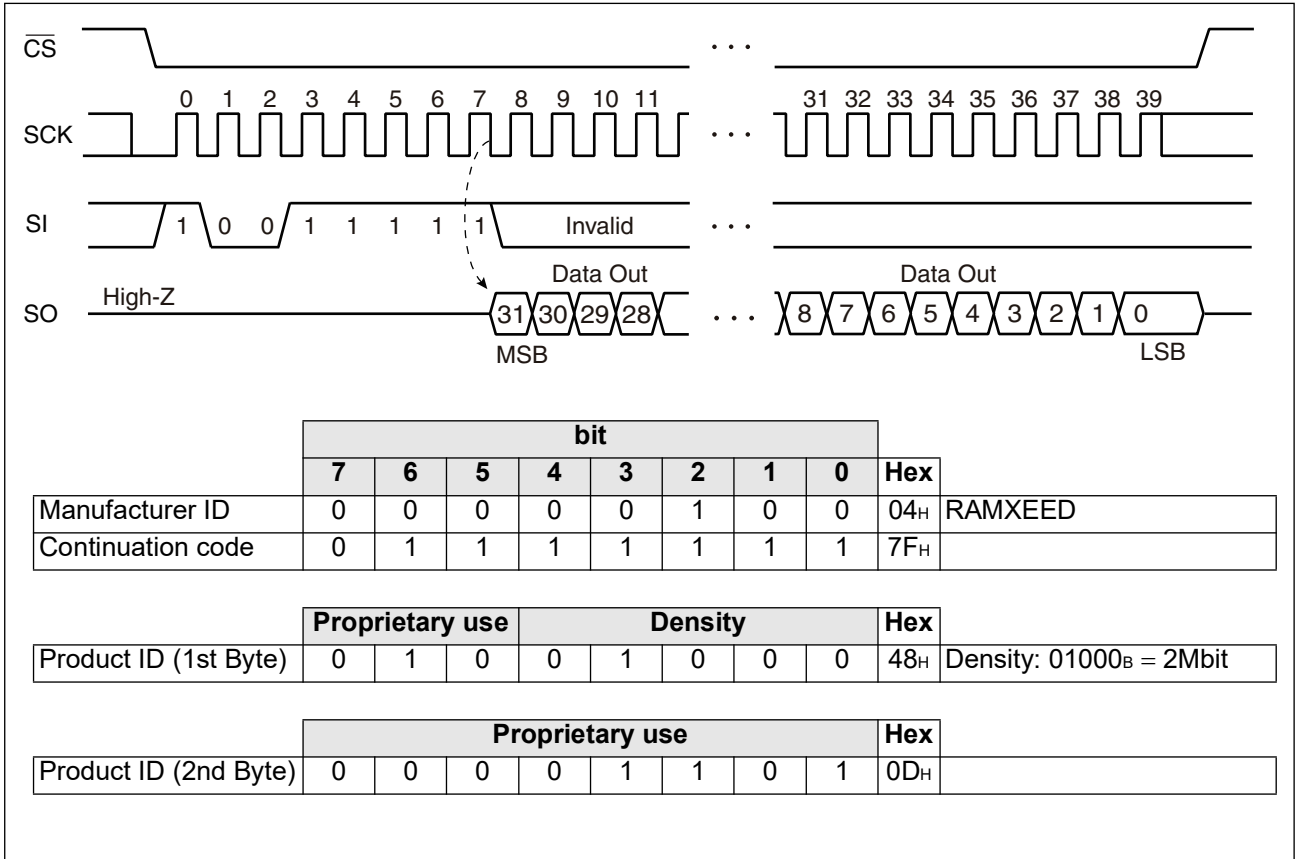 CS
0 1 2 3 4 5 6 7 8 9 10 11 31 32 33 34 35 36 37 38 39
SCK
SI 1 0 0 1 1 1 1 1 Invalid
Data Out Data Out
High-Z
SO 31 30 29 28 8 7 6 5 4 3 2 1 0
MSB LSB
bit
7 6 5 4 3 2 1 0 Hex
Manufacturer ID 0 0 0 0 0 1 0 0 04H RAMXEED
Continuation code 0 1 1 1 1 1 1 1 7FH
Proprietary use Density Hex
Product ID (1st Byte) 0 1 0 0 1 0 0 0 48H Density: 01000B = 2Mbit
Proprietary use Hex
Product ID (2nd Byte) 0 0 0 0 1 1 0 1 0DH